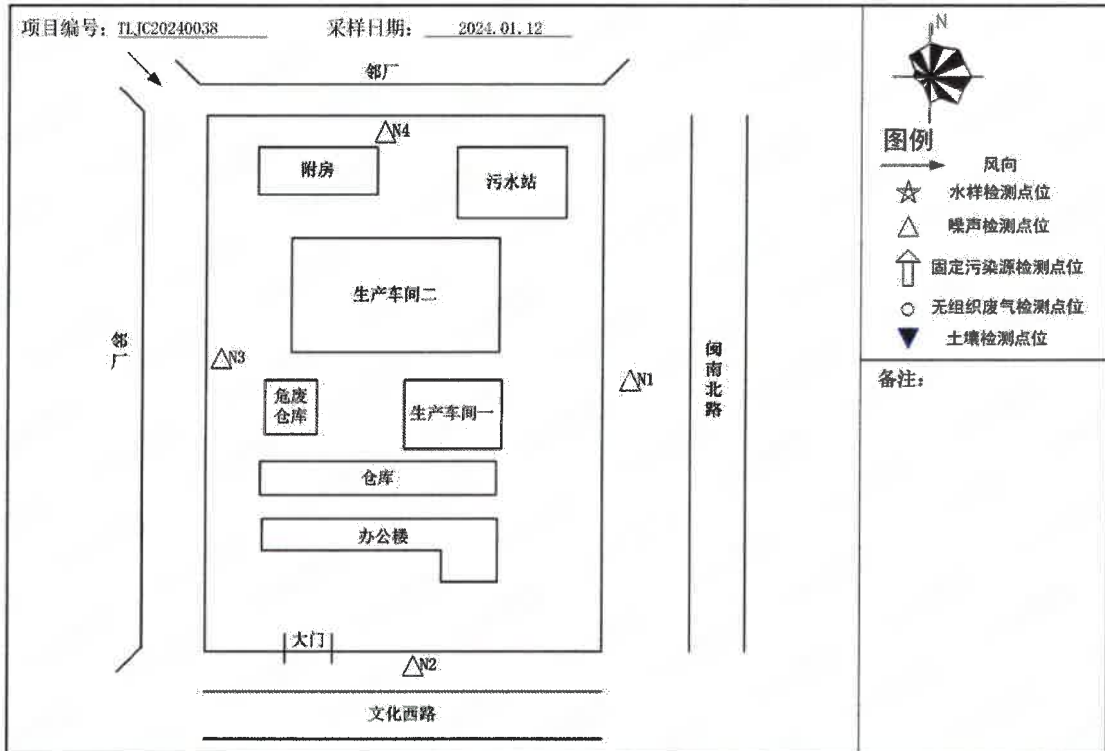 项目编号：TLJC20240038 采样日期：2024.01.12
邻厂
N
N4
附房
污水站
图例
风向
水样检测点位
噪声检测点位
固定污染源检测点位
无组织废气检测点位
土壤检测点位
生产车间二
邻厂
N3
N1
闽南北路
备注：
危废
仓库
生产车间一
仓库
办公楼
大门
N2
文化西路